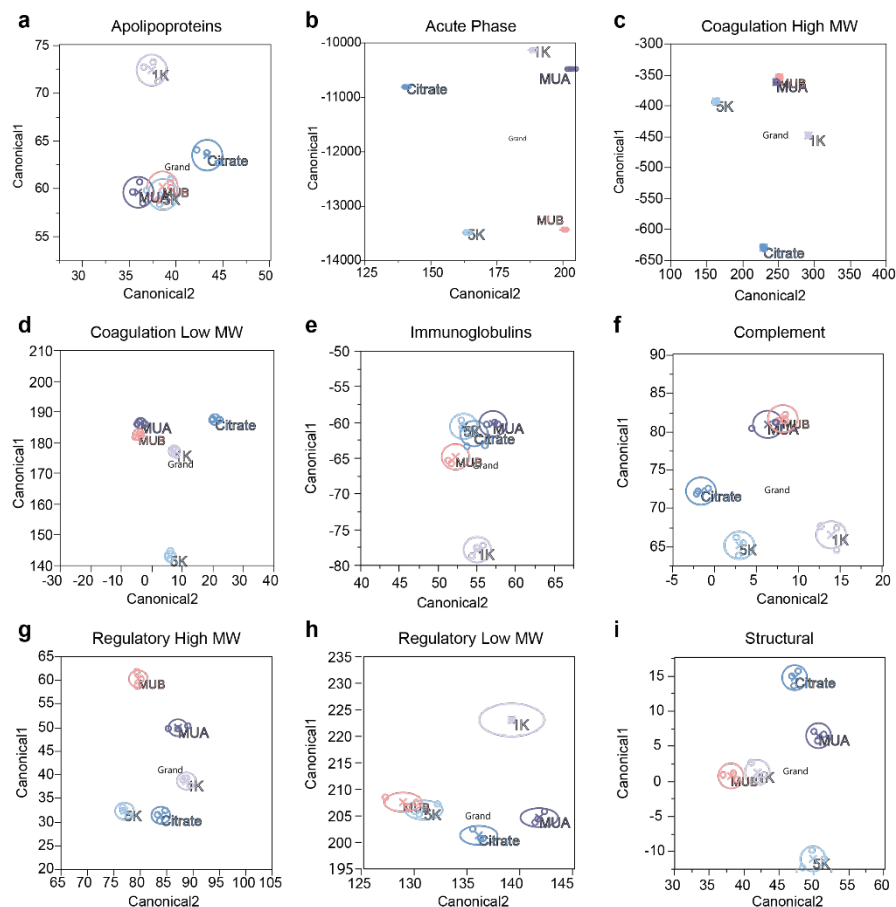 a Apolipoproteins
75
70
65
60
55
Canonical1
1K
Citrate
Grand
MUA
MUB
5K
30 35 40 45 50
Canonical2
b Acute Phase
-10000
-11000
-12000
-13000
-14000
Canonical1
1K
MUA
Citrate
Grand
MUB
5K
125 150 175 200
Canonical2
c Coagulation High MW
-300
-350
-400
-450
-500
-550
-600
-650
Canonical1
MUB
MUA
5K
Grand
1K
Citrate
100 150 200 250 300 350 400
Canonical2
d Coagulation Low MW
210
200
190
180
170
160
150
140
Canonical1
MUA
Citrate
MUB
1K
Grand
5K
-30 -20 -10 0 10 20 30 40
Canonical2
e Immunoglobulins
-50
-55
-60
-65
-70
-75
-80
Canonical1
5K
MUA
Citrate
MUB
Grand
1K
40 45 50 55 60 65
Canonical2
f Complement
90
85
80
75
70
65
Canonical1
MUB
MUA
Citrate
Grand
5K
1K
-5 0 5 10 15 20
Canonical2
g Regulatory High MW
65
60
55
50
45
40
35
30
25
20
Canonical1
MUB
MUA
Grand
1K
5K
Citrate
65 70 75 80 85 90 95 105
Canonical2
h Regulatory Low MW
235
230
225
220
215
210
205
200
195
Canonical1
1K
MUB
5K
Grand
MUA
Citrate
125 130 135 140 145
Canonical2
i Structural
15
10
5
0
-5
-10
Canonical1
Citrate
MUA
Grand
MUB
1K
5K
30 40 50 60
Canonical2